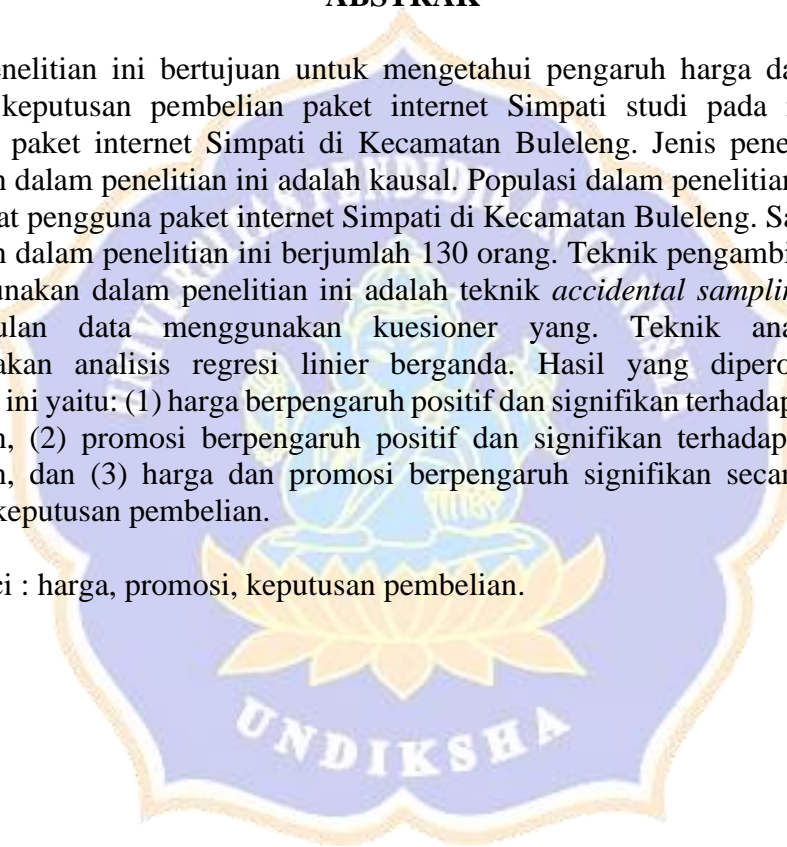 ABSTRAK
enelitian ini bertujuan untuk mengetahui pengaruh harga da
keputusan pembelian paket internet Simpati studi pada
paket internet Simpati di Kecamatan Buleleng. Jenis pene
n dalam penelitian ini adalah kausal. Populasi dalam penelitian
at pengguna paket internet Simpati di Kecamatan Buleleng. Sa
n dalam penelitian ini berjumlah 130 orang. Teknik pengambi
unakan dalam penelitian ini adalah teknik accidental samplin
ulan data menggunakan kuesioner yang. Teknik ana
akan analisis regresi linier berganda. Hasil yang dipero
ini yaitu: (1) harga berpengaruh positif dan signifikan terhadap
n, (2) promosi berpengaruh positif dan signifikan terhadap
n, dan (3) harga dan promosi berpengaruh signifikan secar
keputusan pembelian.
ci : harga, promosi, keputusan pembelian.
UNIVERSITAS PENDIDIKAN GANESHA
UNDIKSHA